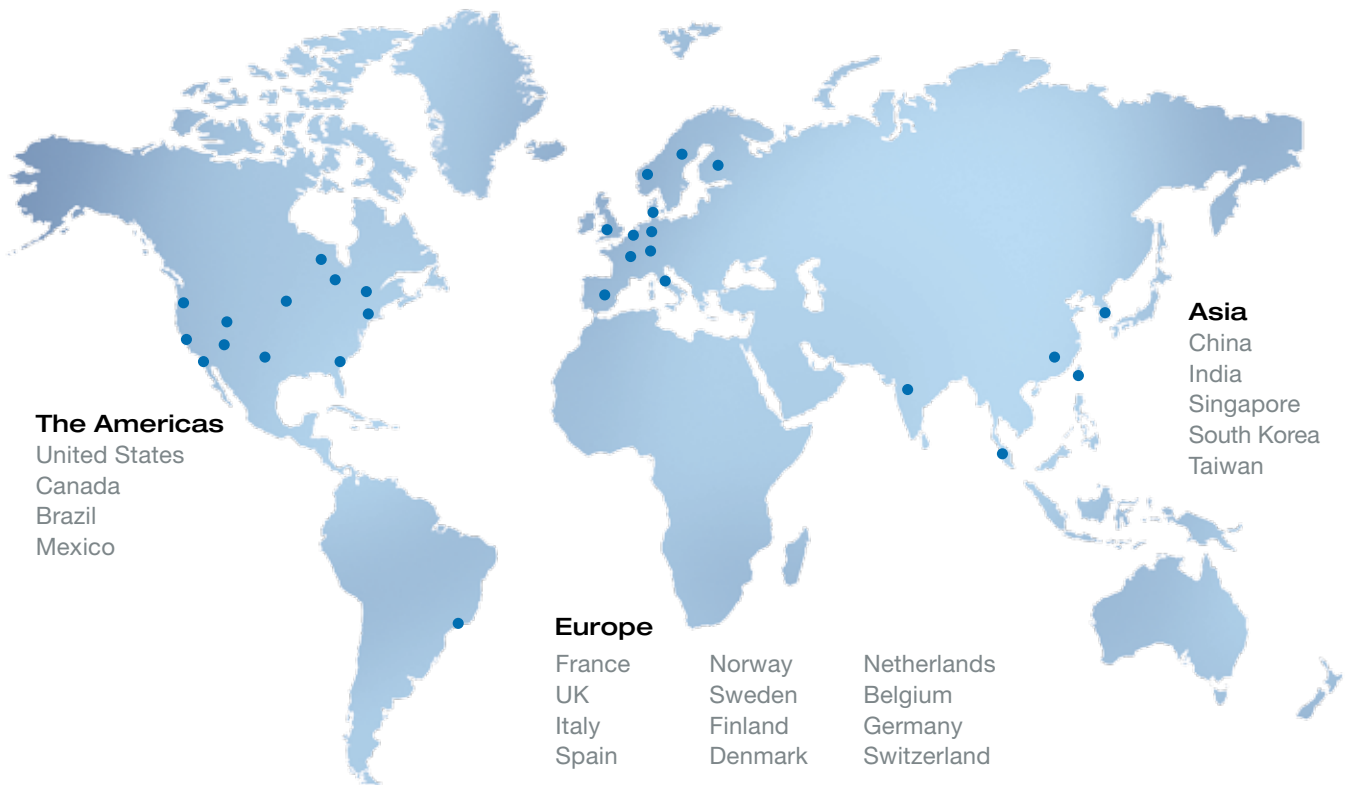 The Americas
United States
Canada
Brazil
Mexico
Asia
China
India
Singapore
South Korea
Taiwan
Europe
France
UK
Italy
Spain
Norway
Sweden
Finland
Denmark
Netherlands
Belgium
Germany
Switzerland